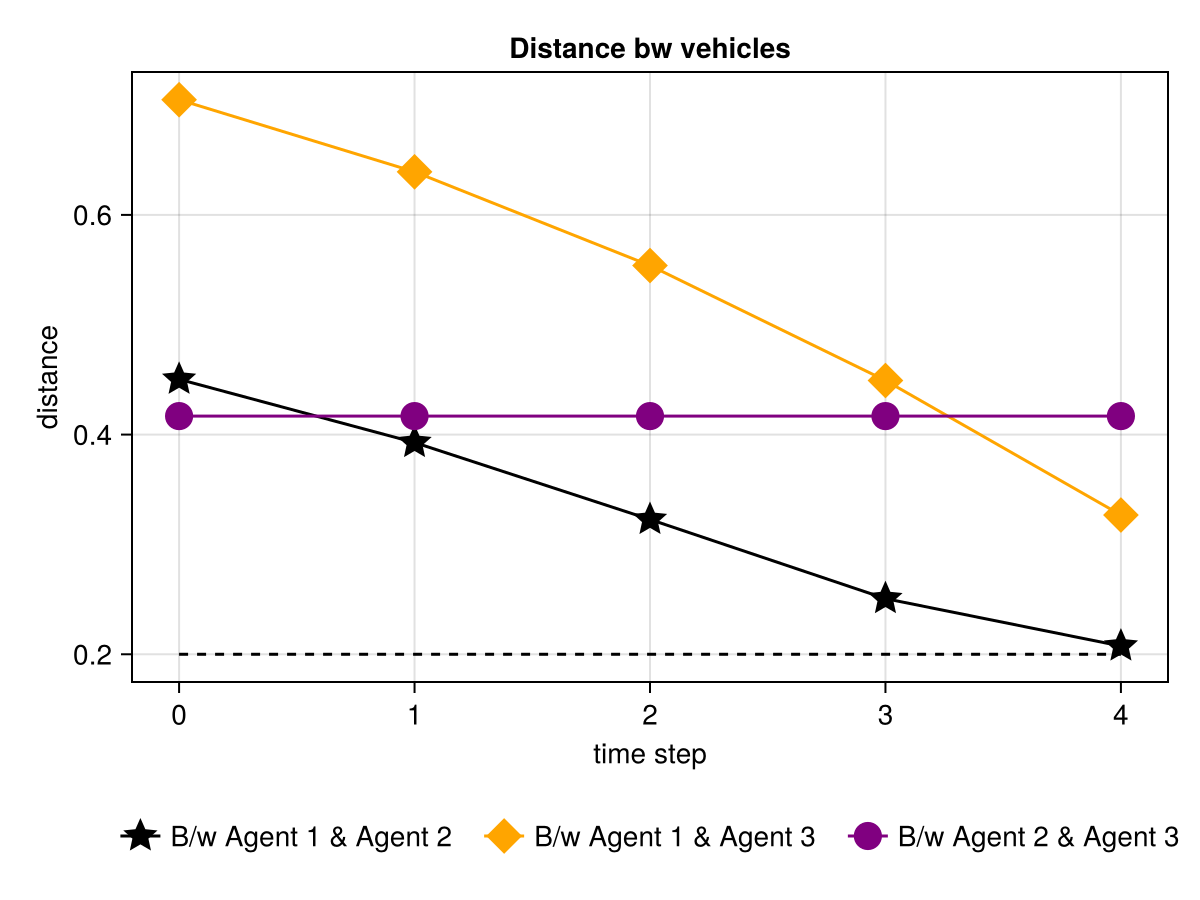 Distance bw vehicles
distance
0.6
0.4
0.2
0 1 2 3 4
time step
B/w Agent 1 & Agent 2 B/w Agent 1 & Agent 3 B/w Agent 2 & Agent 3